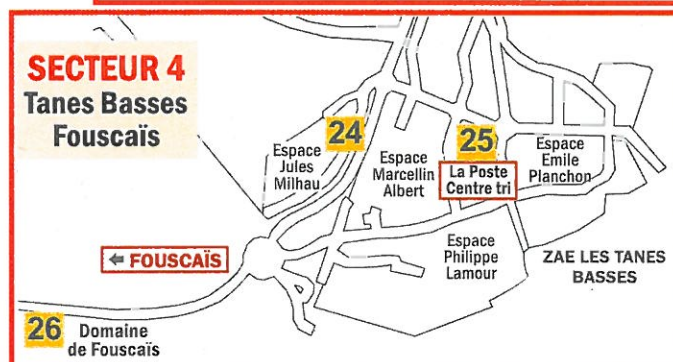 SECTEUR 4
Tanes Basses
Fouscaïs
24
25
Espace
Jules
Milhau
Espace
Marcellin
Albert
La Poste
Centre tri
Espace
Emile
Planchon
Espace
Philippe
Lamour
ZAE LES TANES
BASSES
← FOUSCAÏS
26
Domaine
de Fouscaïs